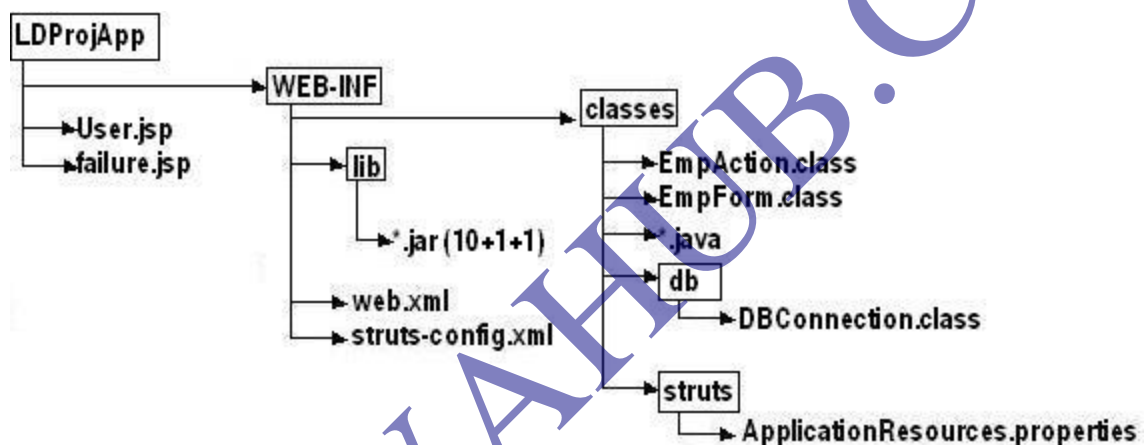 LDProjApp
WEB-INF
User.jsp
failure.jsp
classes
lib
*.jar (10+1+1)
web.xml
struts-config.xml
EmpAction.class
EmpForm.class
*.java
db
DBConnection.class
struts
ApplicationResources.properties
AHUB.C